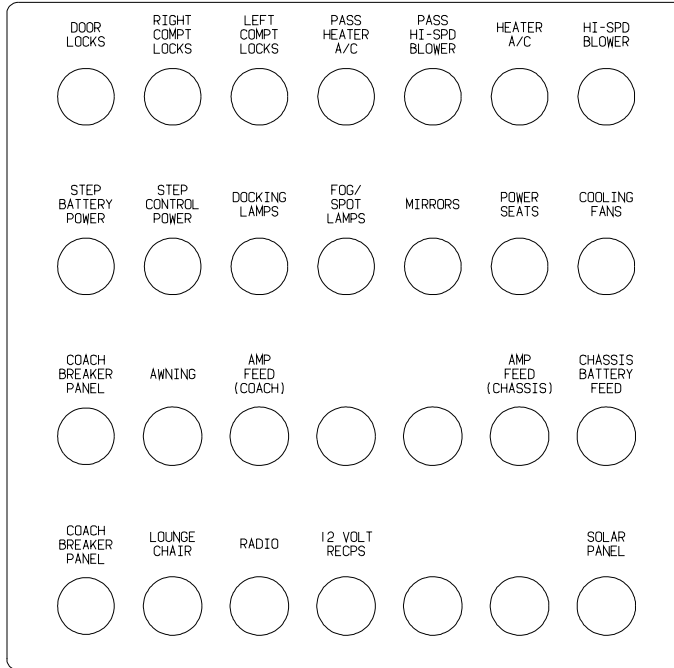 DOOR
LOCKS
RIGHT
COMPT
LOCKS
LEFT
COMPT
LOCKS
PASS
HEATER
A/C
PASS
HI-SPD
BLOWER
HEATER
A/C
HI-SPD
BLOWER
STEP
BATTERY
POWER
STEP
CONTROL
POWER
DOCKING
LAMPS
FOG/
SPOT
LAMPS
MIRRORS
POWER
SEATS
COOLING
FANS
COACH
BREAKER
PANEL
AWNING
AMP
FEED
(COACH)
AMP
FEED
(CHASSIS)
CHASSIS
BATTERY
FEED
COACH
BREAKER
PANEL
LOUNGE
CHAIR
RADIO
12 VOLT
RECPS
SOLAR
PANEL